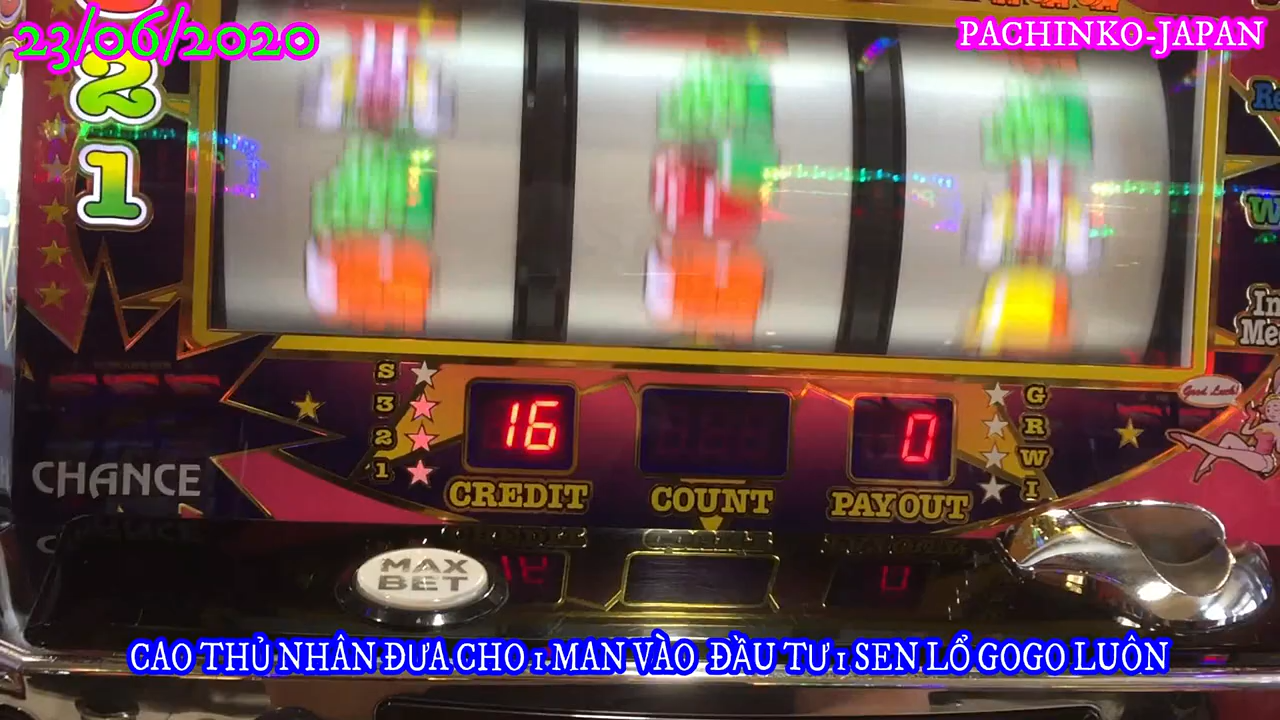 23/06/2020
PACHINKO-JAPAN
2
1
S
3
2
1
16
0
G
R
W
I
Good Luck!
CHANCE
CREDIT
COUNT
PAYOUT
MAX
BET
CAO THỦ NHÂN ĐƯA CHO 1 MAN VÀO ĐẦU TƯ 1 SEN LỔ GOGO LUÔN